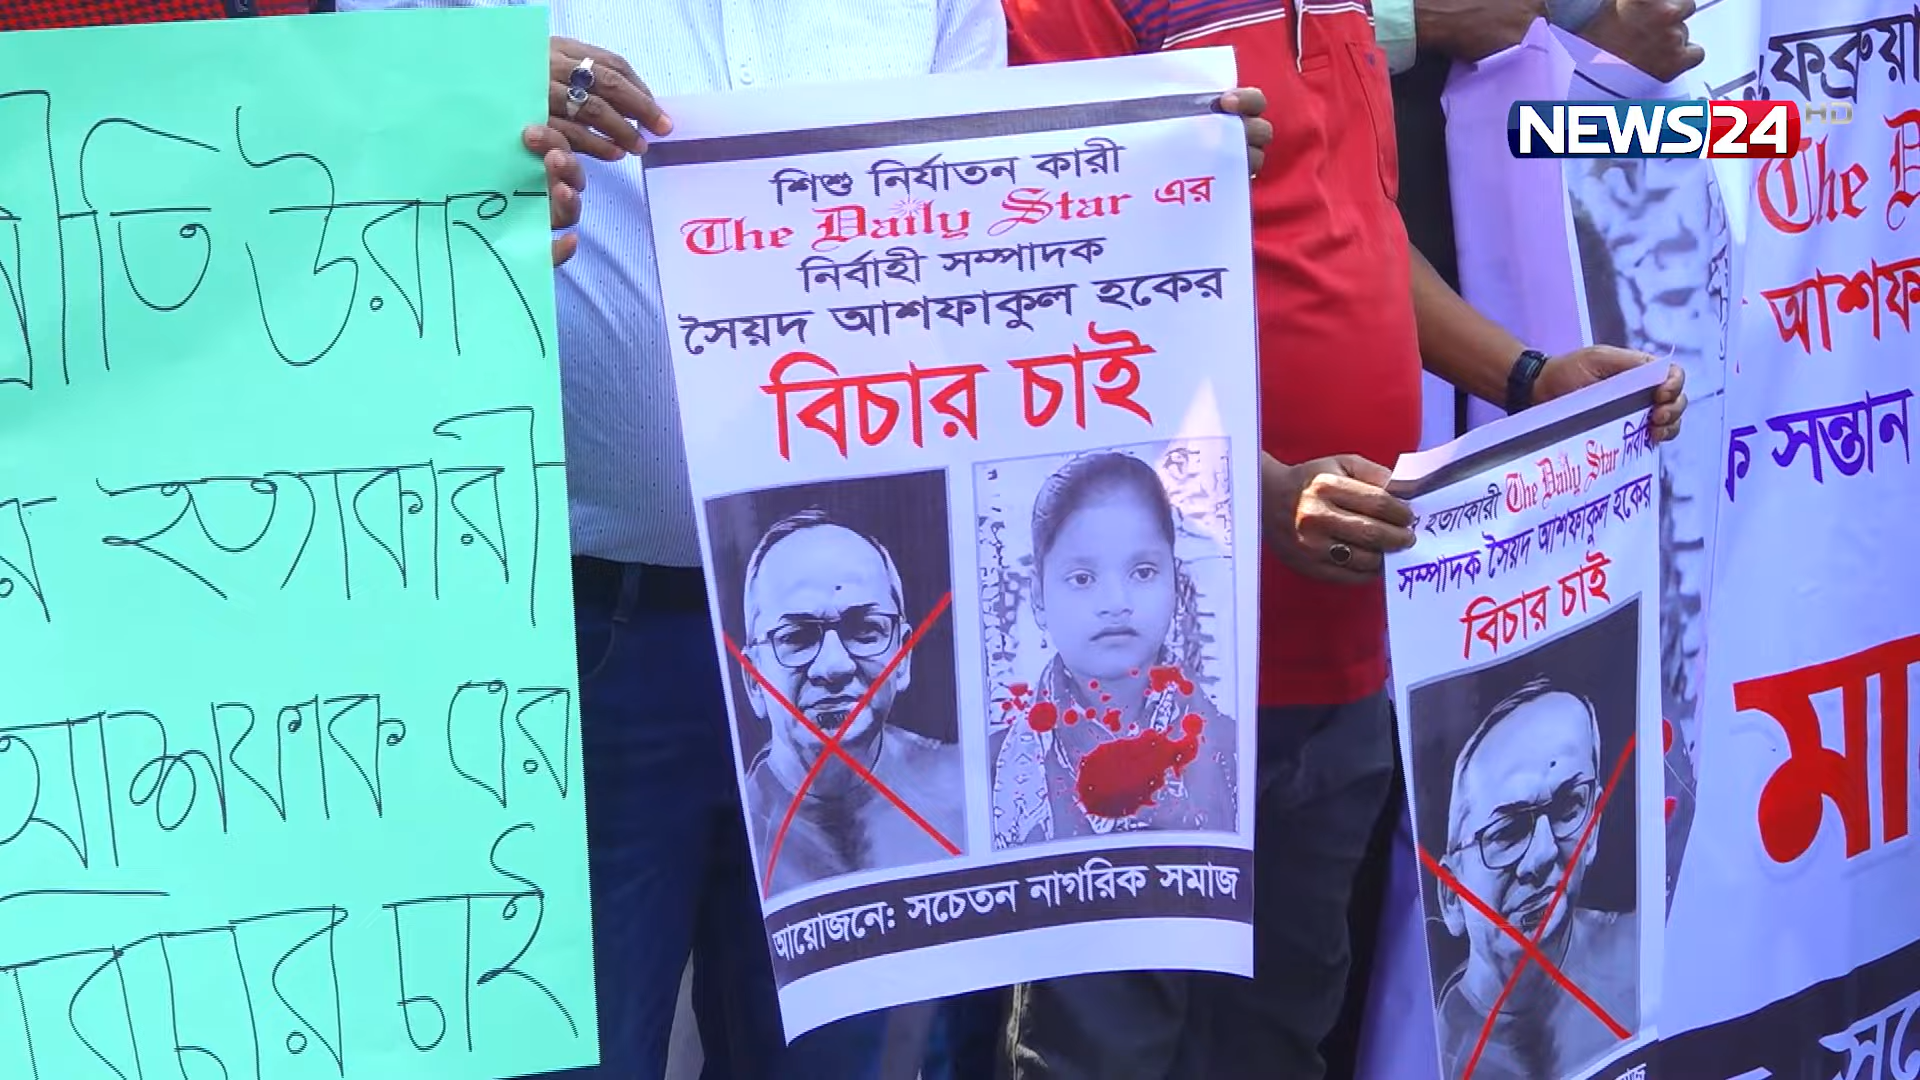 প্রীতি উরাং
হত্যাকারী
আশফাক এর
বিচার চাই
শিশু নির্যাতন কারী
The Daily Star এর
নির্বাহী সম্পাদক
সৈয়দ আশফাকুল হকের
বিচার চাই
আয়োজনে: সচেতন নাগরিক সমাজ
হত্যাকারী The Daily Star নির্বাহী
সম্পাদক সৈয়দ আশফাকুল হকের
বিচার চাই
NEWS24 HD
ফেব্রুয়া
The D
আশফা
ক সন্তান
মা